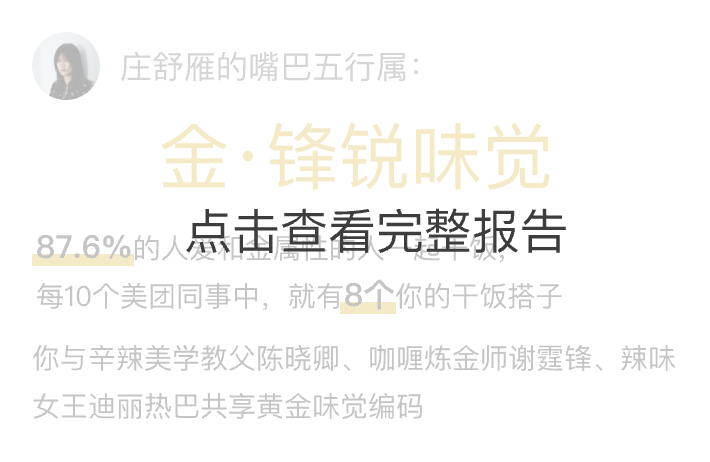 庄舒雁的嘴巴五行属：
金·锋锐味觉
点击查看完整报告
87.6%的人爱和金属性的人一起干饭，
每10个美团同事中，就有8个你的干饭搭子
你与辛辣美学教父陈晓卿、咖喱炼金师谢霆锋、辣味
女王迪丽热巴共享黄金味觉编码